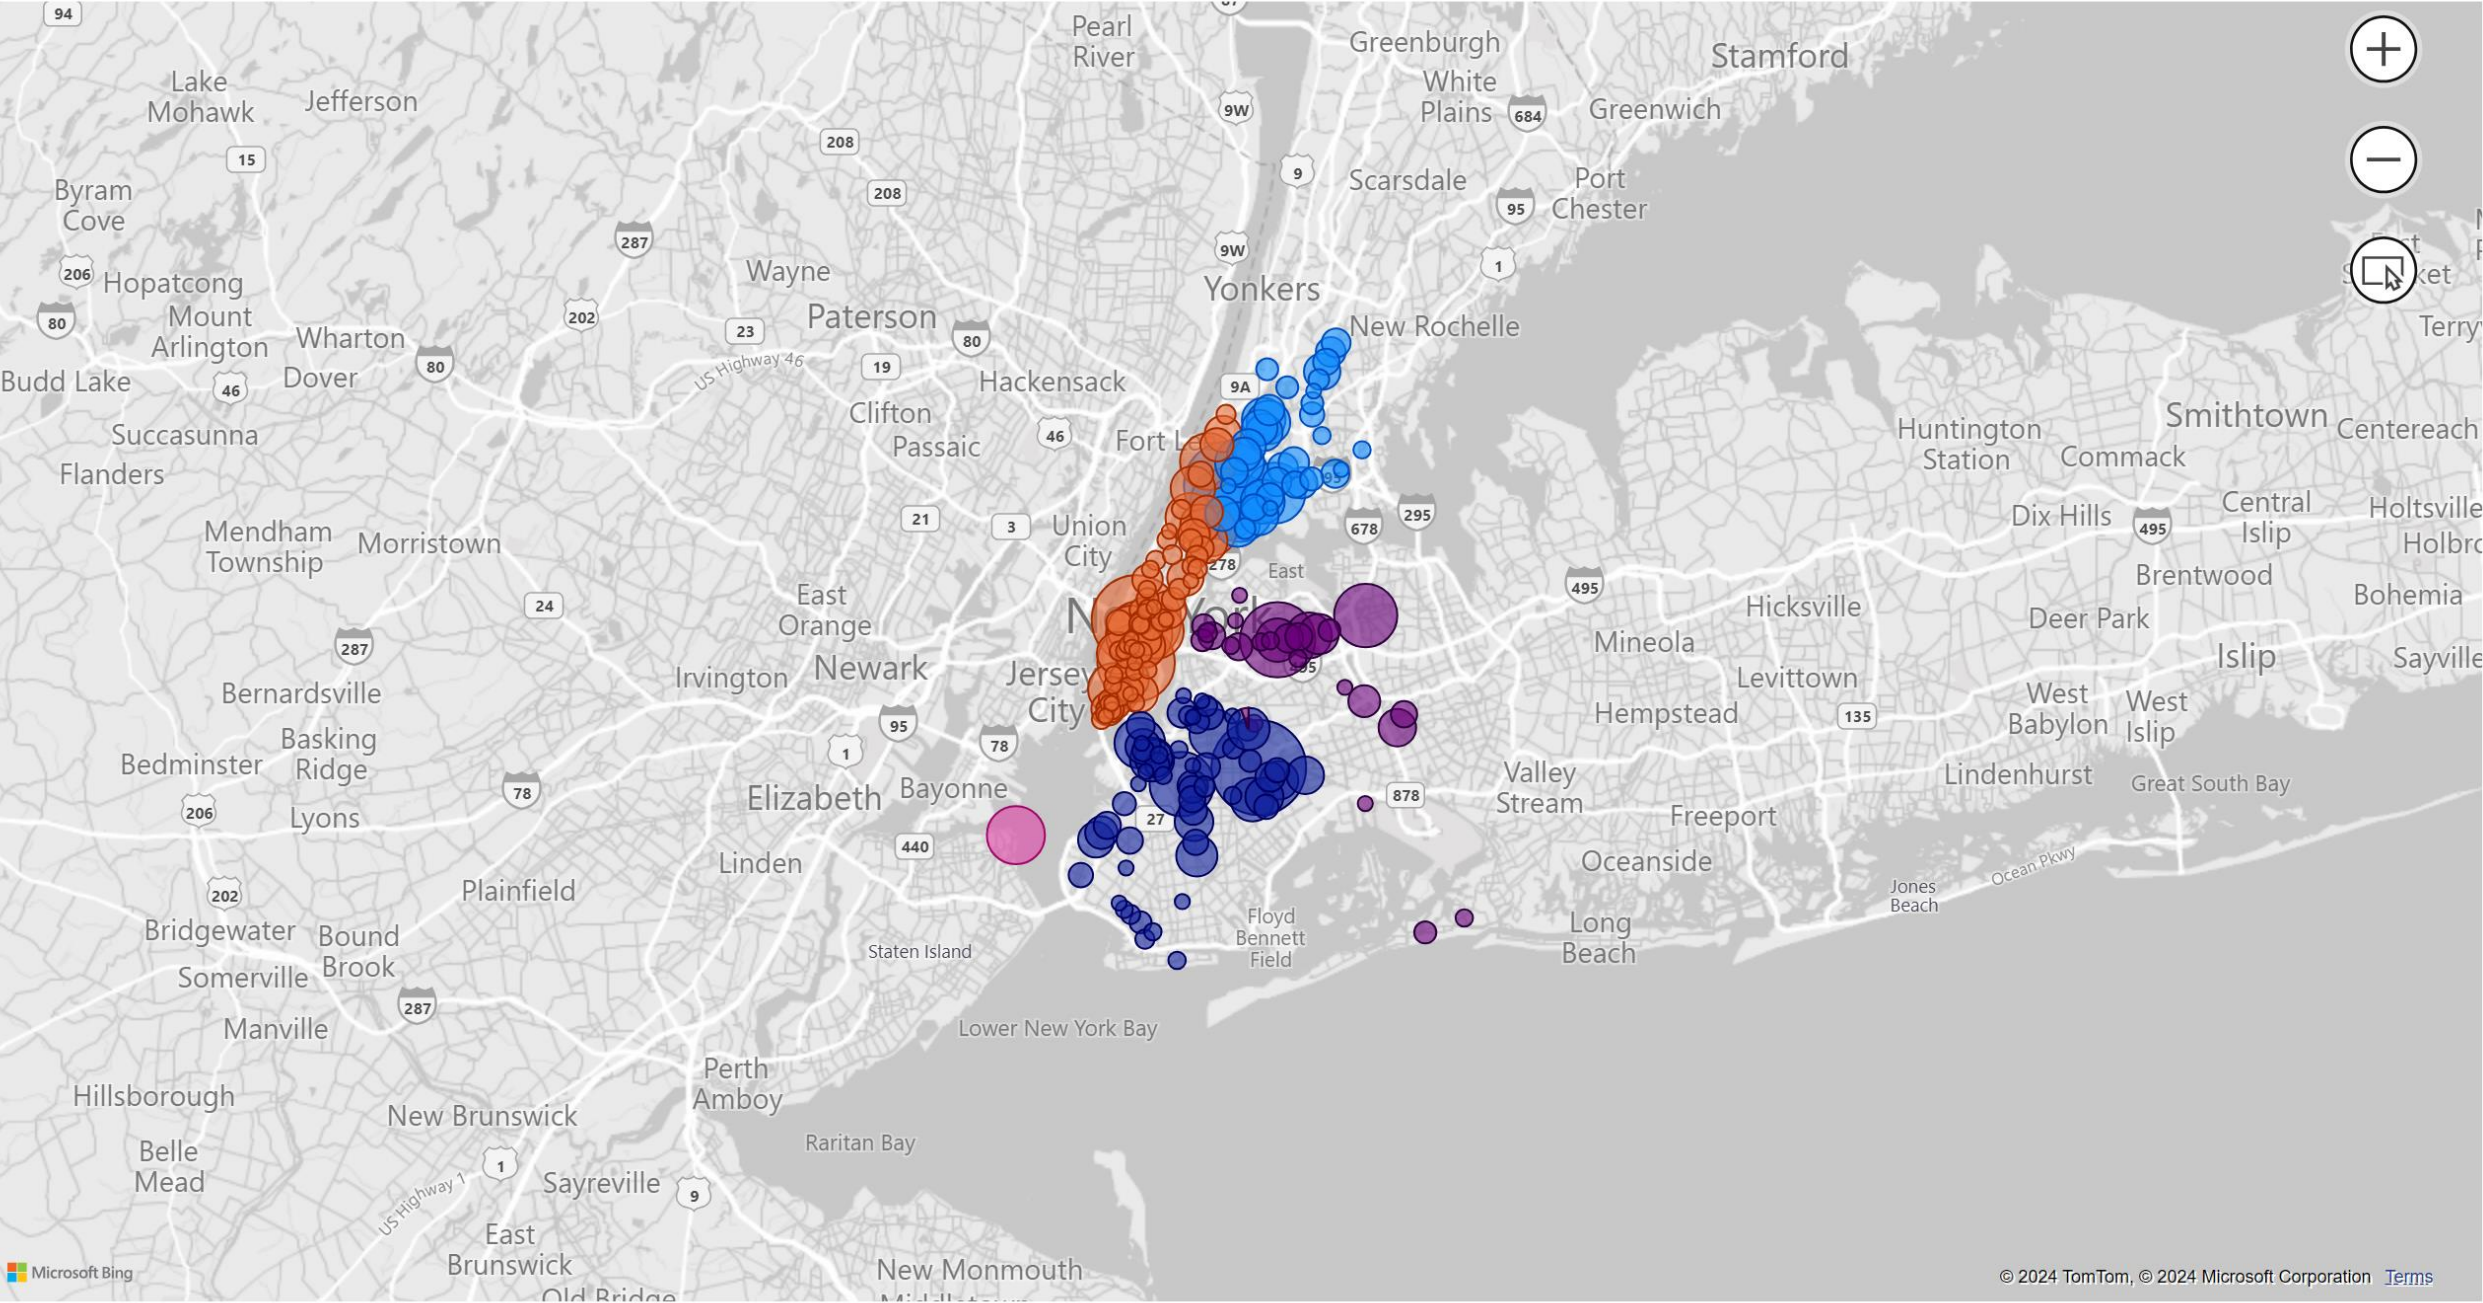 94
87
Pearl
River
Greenburgh
Stamford
Lake
Mohawk
Jefferson
White
Plains
9W
684
Greenwich
208
15
9
Scarsdale
Port
Chester
Byram
Cove
208
95
287
9W
206
Hopatcong
Wayne
1
Yonkers
80
Mount
Arlington
202
Paterson
New Rochelle
Terry
Wharton
23
80
80
US Highway 46
19
Budd Lake
46
Dover
Hackensack
9A
Clifton
Smithtown
Succasunna
46
Fort L
Huntington
Station
Centereach
Passaic
Commack
Flanders
95
Mendham
Township
Morristown
21
3
Union
City
678
295
Dix Hills
495
Central
Islip
Holtsville
Holbro
278
East
495
Brentwood
24
East
Orange
Hicksville
Deer Park
Bohemia
287
Mineola
Islip
Sayville
Irvington
Newark
Jersey
City
Levittown
Bernardsville
95
Hempstead
135
West
Babylon
West
Islip
Basking
Ridge
1
78
Bedminster
Valley
Stream
Lindenhurst
Great South Bay
206
78
Elizabeth
Bayonne
878
Lyons
27
Freeport
440
Linden
Oceanside
Ocean Pkwy
202
Plainfield
Jones
Beach
Bridgewater
Bound
Brook
Floyd
Bennett
Field
Long
Beach
Staten Island
Somerville
287
Manville
Lower New York Bay
Perth
Amboy
Hillsborough
New Brunswick
Raritan Bay
Belle
Mead
1
US Highway 1
Sayreville
9
East
Brunswick
New Monmouth
Middletown
Old Bridge
Microsoft Bing
© 2024 TomTom, © 2024 Microsoft Corporation Terms